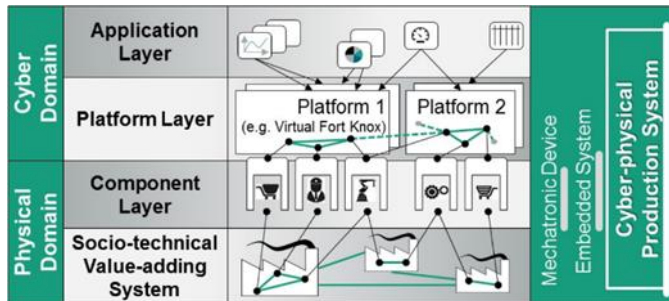 Cyber
Domain
Application
Layer
Platform Layer
Platform 1
(e.g. Virtual Fort Knox)
Platform 2
Physical
Domain
Component
Layer
Socio-technical
Value-adding
System
Mechatronic Device
Embedded System
Cyber-physical
Production System